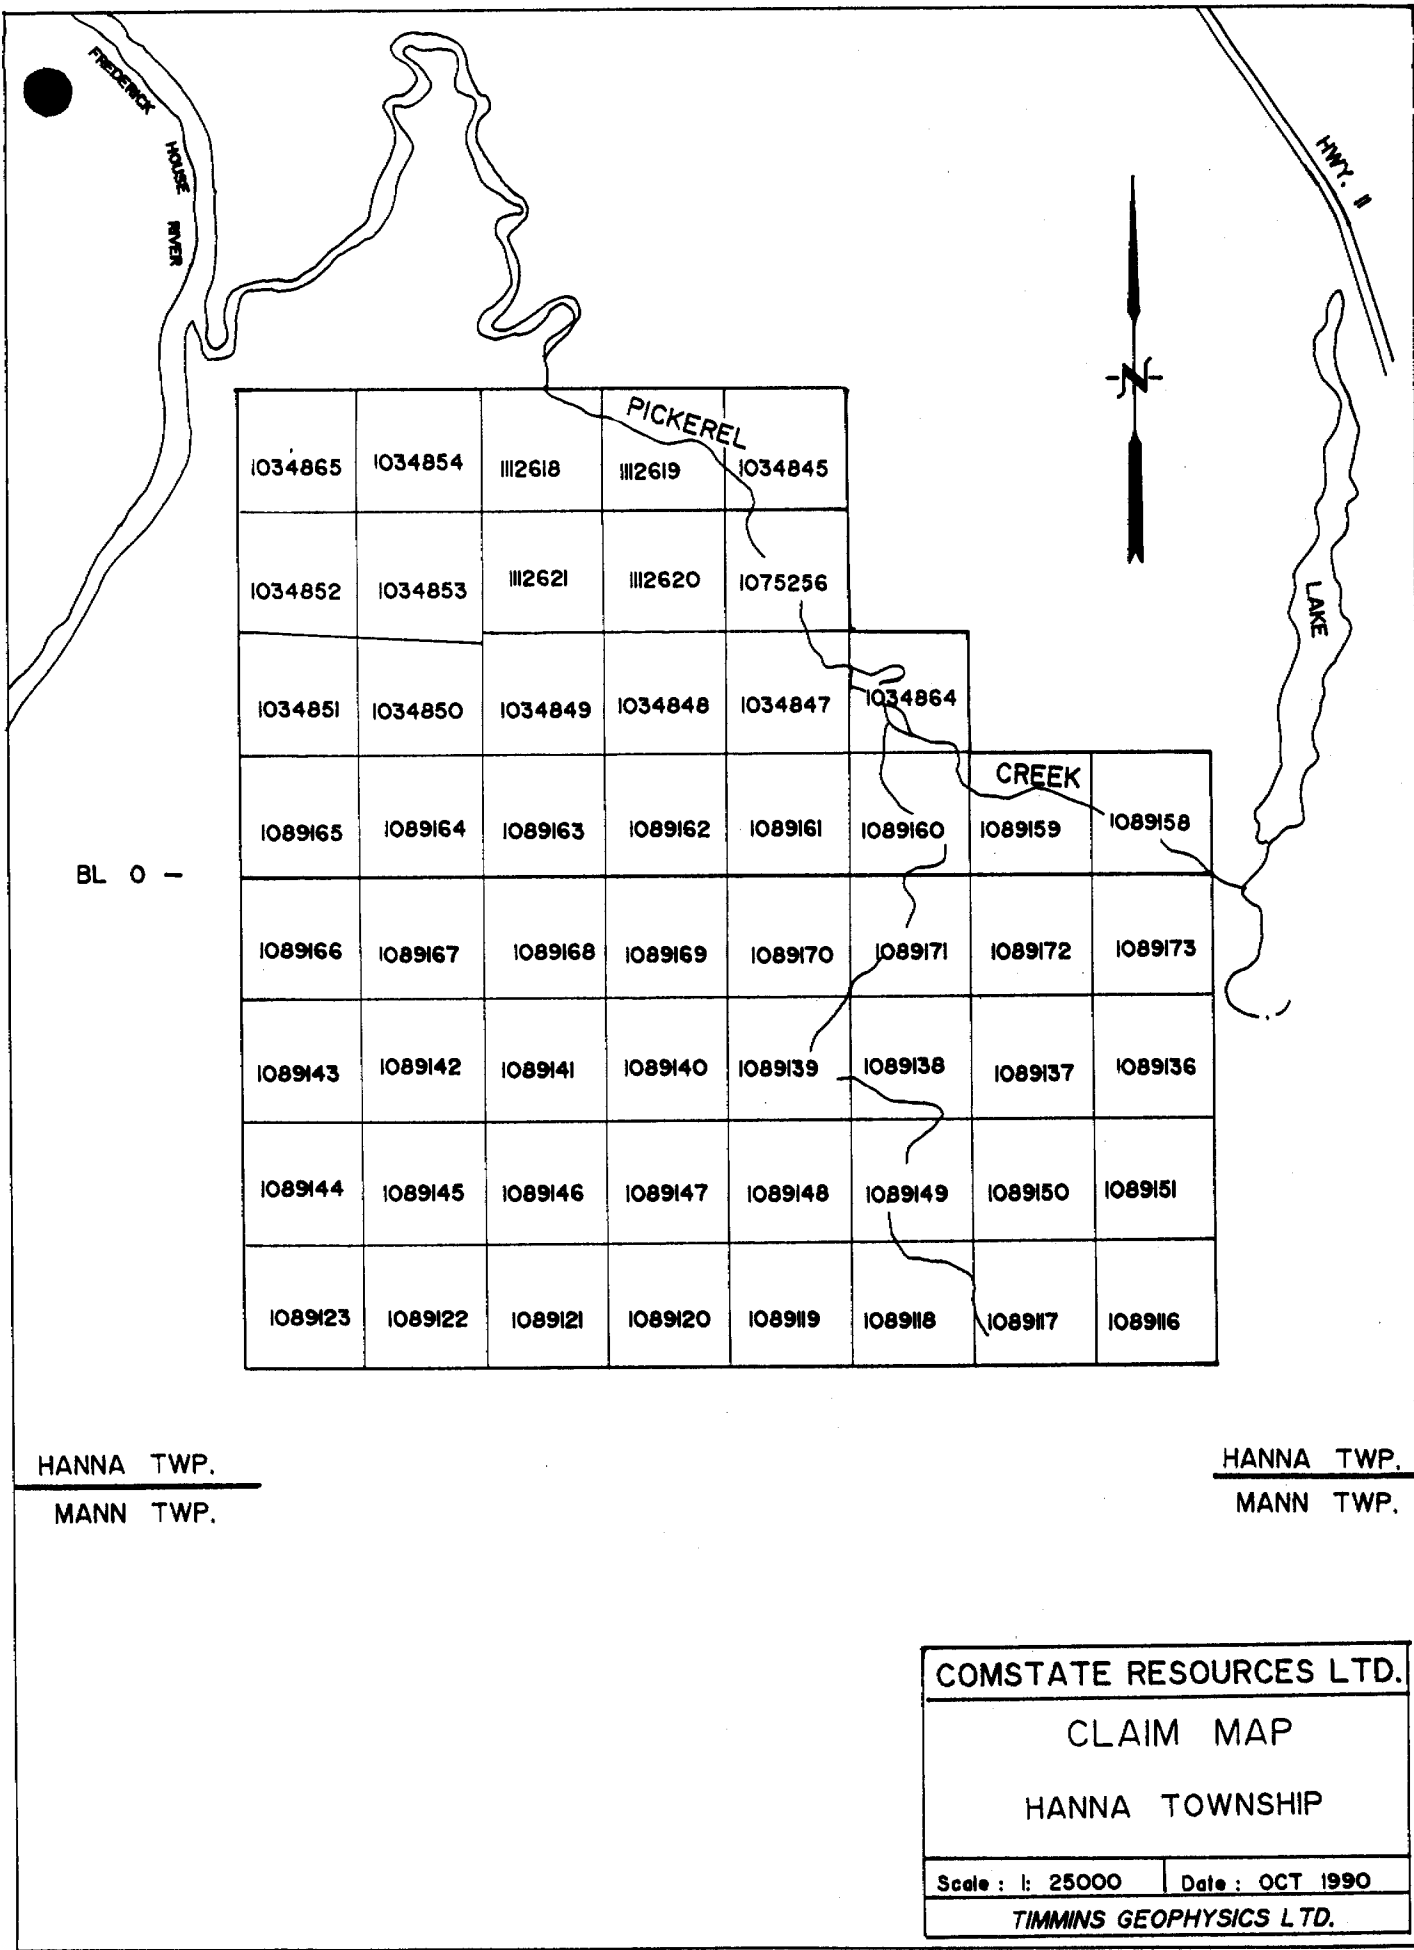 FREDERICK
HOUSE
RIVER
HWY. 11
N
PICKEREL
1034865 1034854 1112618 1112619 1034845
1034852 1034853 1112621 1112620 1075256
LAKE
1034851 1034850 1034849 1034848 1034847 1034864
CREEK
1089165 1089164 1089163 1089162 1089161 1089160 1089159 1089158
BL 0 -
1089166 1089167 1089168 1089169 1089170 1089171 1089172 1089173
1089143 1089142 1089141 1089140 1089139 1089138 1089137 1089136
1089144 1089145 1089146 1089147 1089148 1089149 1089150 1089151
1089123 1089122 1089121 1089120 1089119 1089118 1089117 1089116
HANNA TWP.
MANN TWP.
HANNA TWP.
MANN TWP.
COMSTATE RESOURCES LTD.
CLAIM MAP
HANNA TOWNSHIP
Scale : 1: 25000 Date : OCT 1990
TIMMINS GEOPHYSICS LTD.